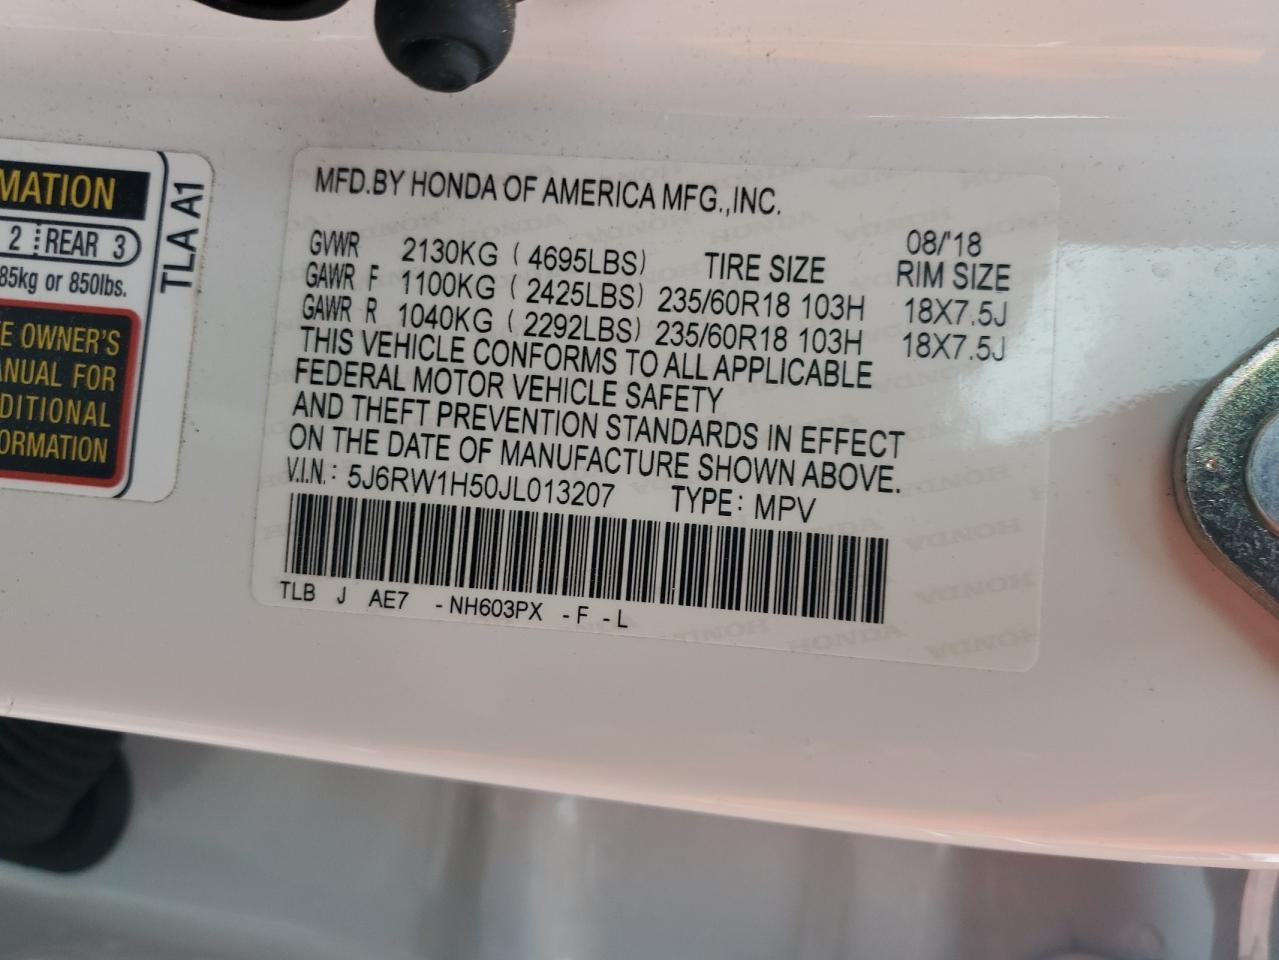 MATION
2 REAR 3
85kg or 850lbs.
E OWNER'S
ANUAL FOR
DITIONAL
ORMATION
TLA A1
MFD.BY HONDA OF AMERICA MFG.,INC.
08/'18
GVWR 2130KG ( 4695LBS) TIRE SIZE RIM SIZE
GAWR F 1100KG ( 2425LBS) 235/60R18 103H 18X7.5J
GAWR R 1040KG ( 2292LBS) 235/60R18 103H 18X7.5J
THIS VEHICLE CONFORMS TO ALL APPLICABLE
FEDERAL MOTOR VEHICLE SAFETY
AND THEFT PREVENTION STANDARDS IN EFFECT
ON THE DATE OF MANUFACTURE SHOWN ABOVE.
V.I.N.: 5J6RW1H50JL013207 TYPE: MPV
TLB J AE7 -NH603PX -F -L